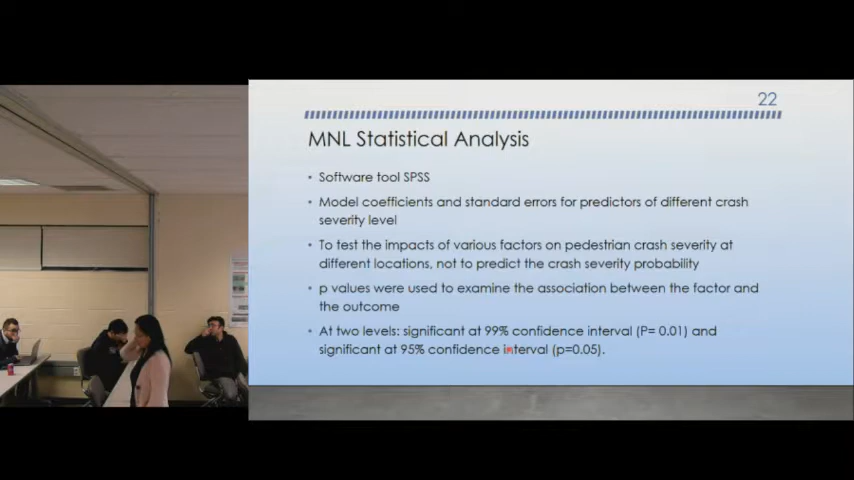 22
MNL Statistical Analysis
• Software tool SPSS
• Model coefficients and standard errors for predictors of different crash
severity level
• To test the impacts of various factors on pedestrian crash severity at
different locations, not to predict the crash severity probability
• p values were used to examine the association between the factor and
the outcome
• At two levels: significant at 99% confidence interval (P= 0.01) and
significant at 95% confidence interval (p=0.05).